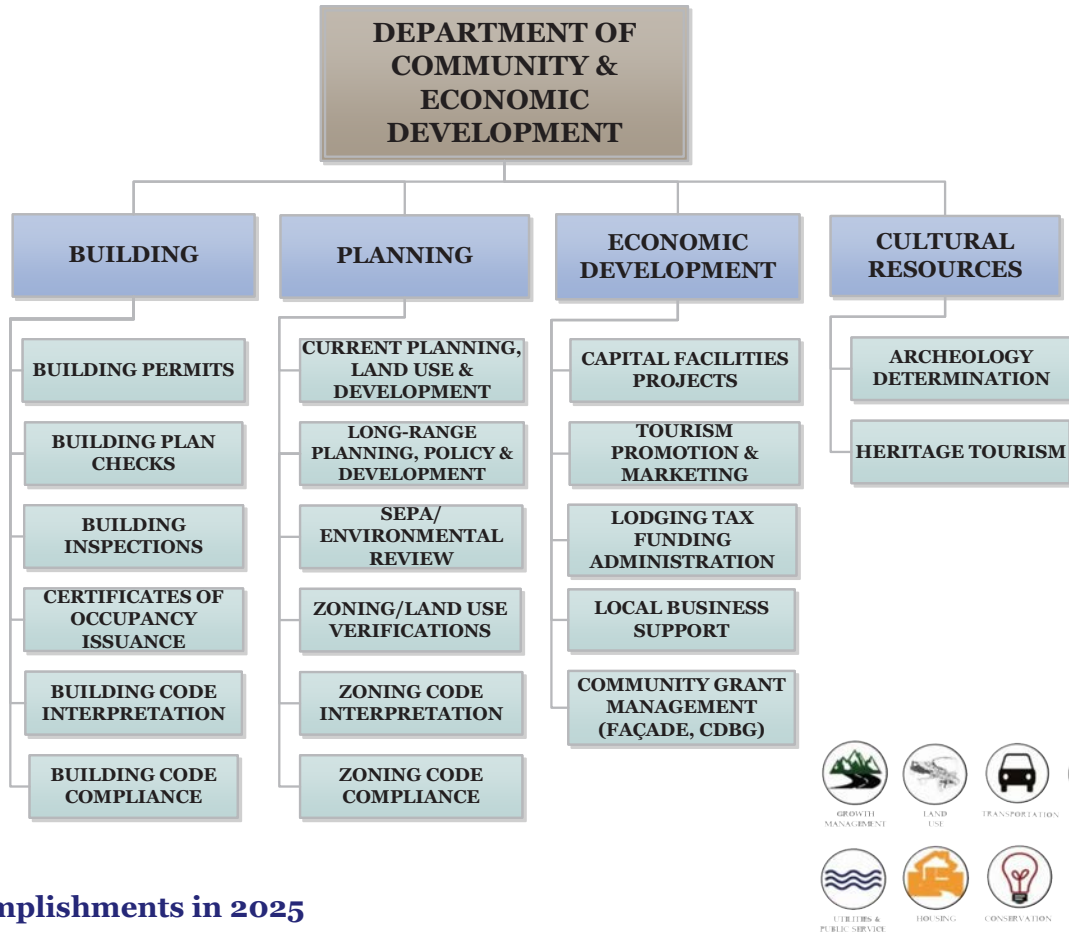 DEPARTMENT OF
COMMUNITY &
ECONOMIC
DEVELOPMENT
BUILDING
BUILDING PERMITS
BUILDING PLAN
CHECKS
BUILDING
INSPECTIONS
CERTIFICATES OF
OCCUPANCY
ISSUANCE
BUILDING CODE
INTERPRETATION
BUILDING CODE
COMPLIANCE
PLANNING
CURRENT PLANNING,
LAND USE &
DEVELOPMENT
LONG-RANGE
PLANNING, POLICY &
DEVELOPMENT
SEPA/
ENVIRONMENTAL
REVIEW
ZONING/LAND USE
VERIFICATIONS
ZONING CODE
INTERPRETATION
ZONING CODE
COMPLIANCE
ECONOMIC
DEVELOPMENT
CAPITAL FACILITIES
PROJECTS
TOURISM
PROMOTION &
MARKETING
LODGING TAX
FUNDING
ADMINISTRATION
LOCAL BUSINESS
SUPPORT
COMMUNITY GRANT
MANAGEMENT
(FAÇADE, CDBG)
CULTURAL
RESOURCES
ARCHEOLOGY
DETERMINATION
HERITAGE TOURISM
GROWTH
MANAGEMENT
LAND
USE
TRANSPORTATION
UTILITIES &
PUBLIC SERVICE
HOUSING
CONSERVATION
mplishments in 2025